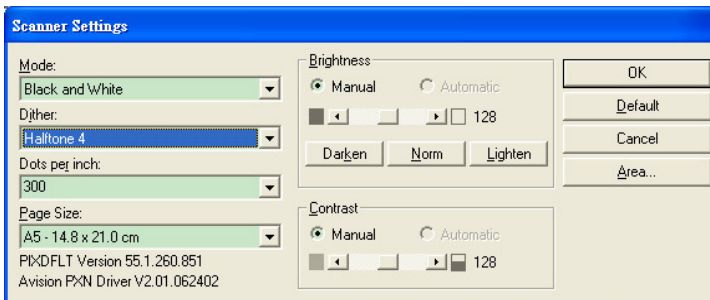 Scanner Settings
Mode:
Black and White
Dither:
Halftone 4
Dots per inch:
300
Page Size:
A5 - 14.8 x 21.0 cm
PIXDFLT Version 55.1.260.851
Avision PXN Driver V2.01.062402
Brightness
Manual Automatic
128
Darken Norm Lighten
Contrast
Manual Automatic
128
OK
Default
Cancel
Area...